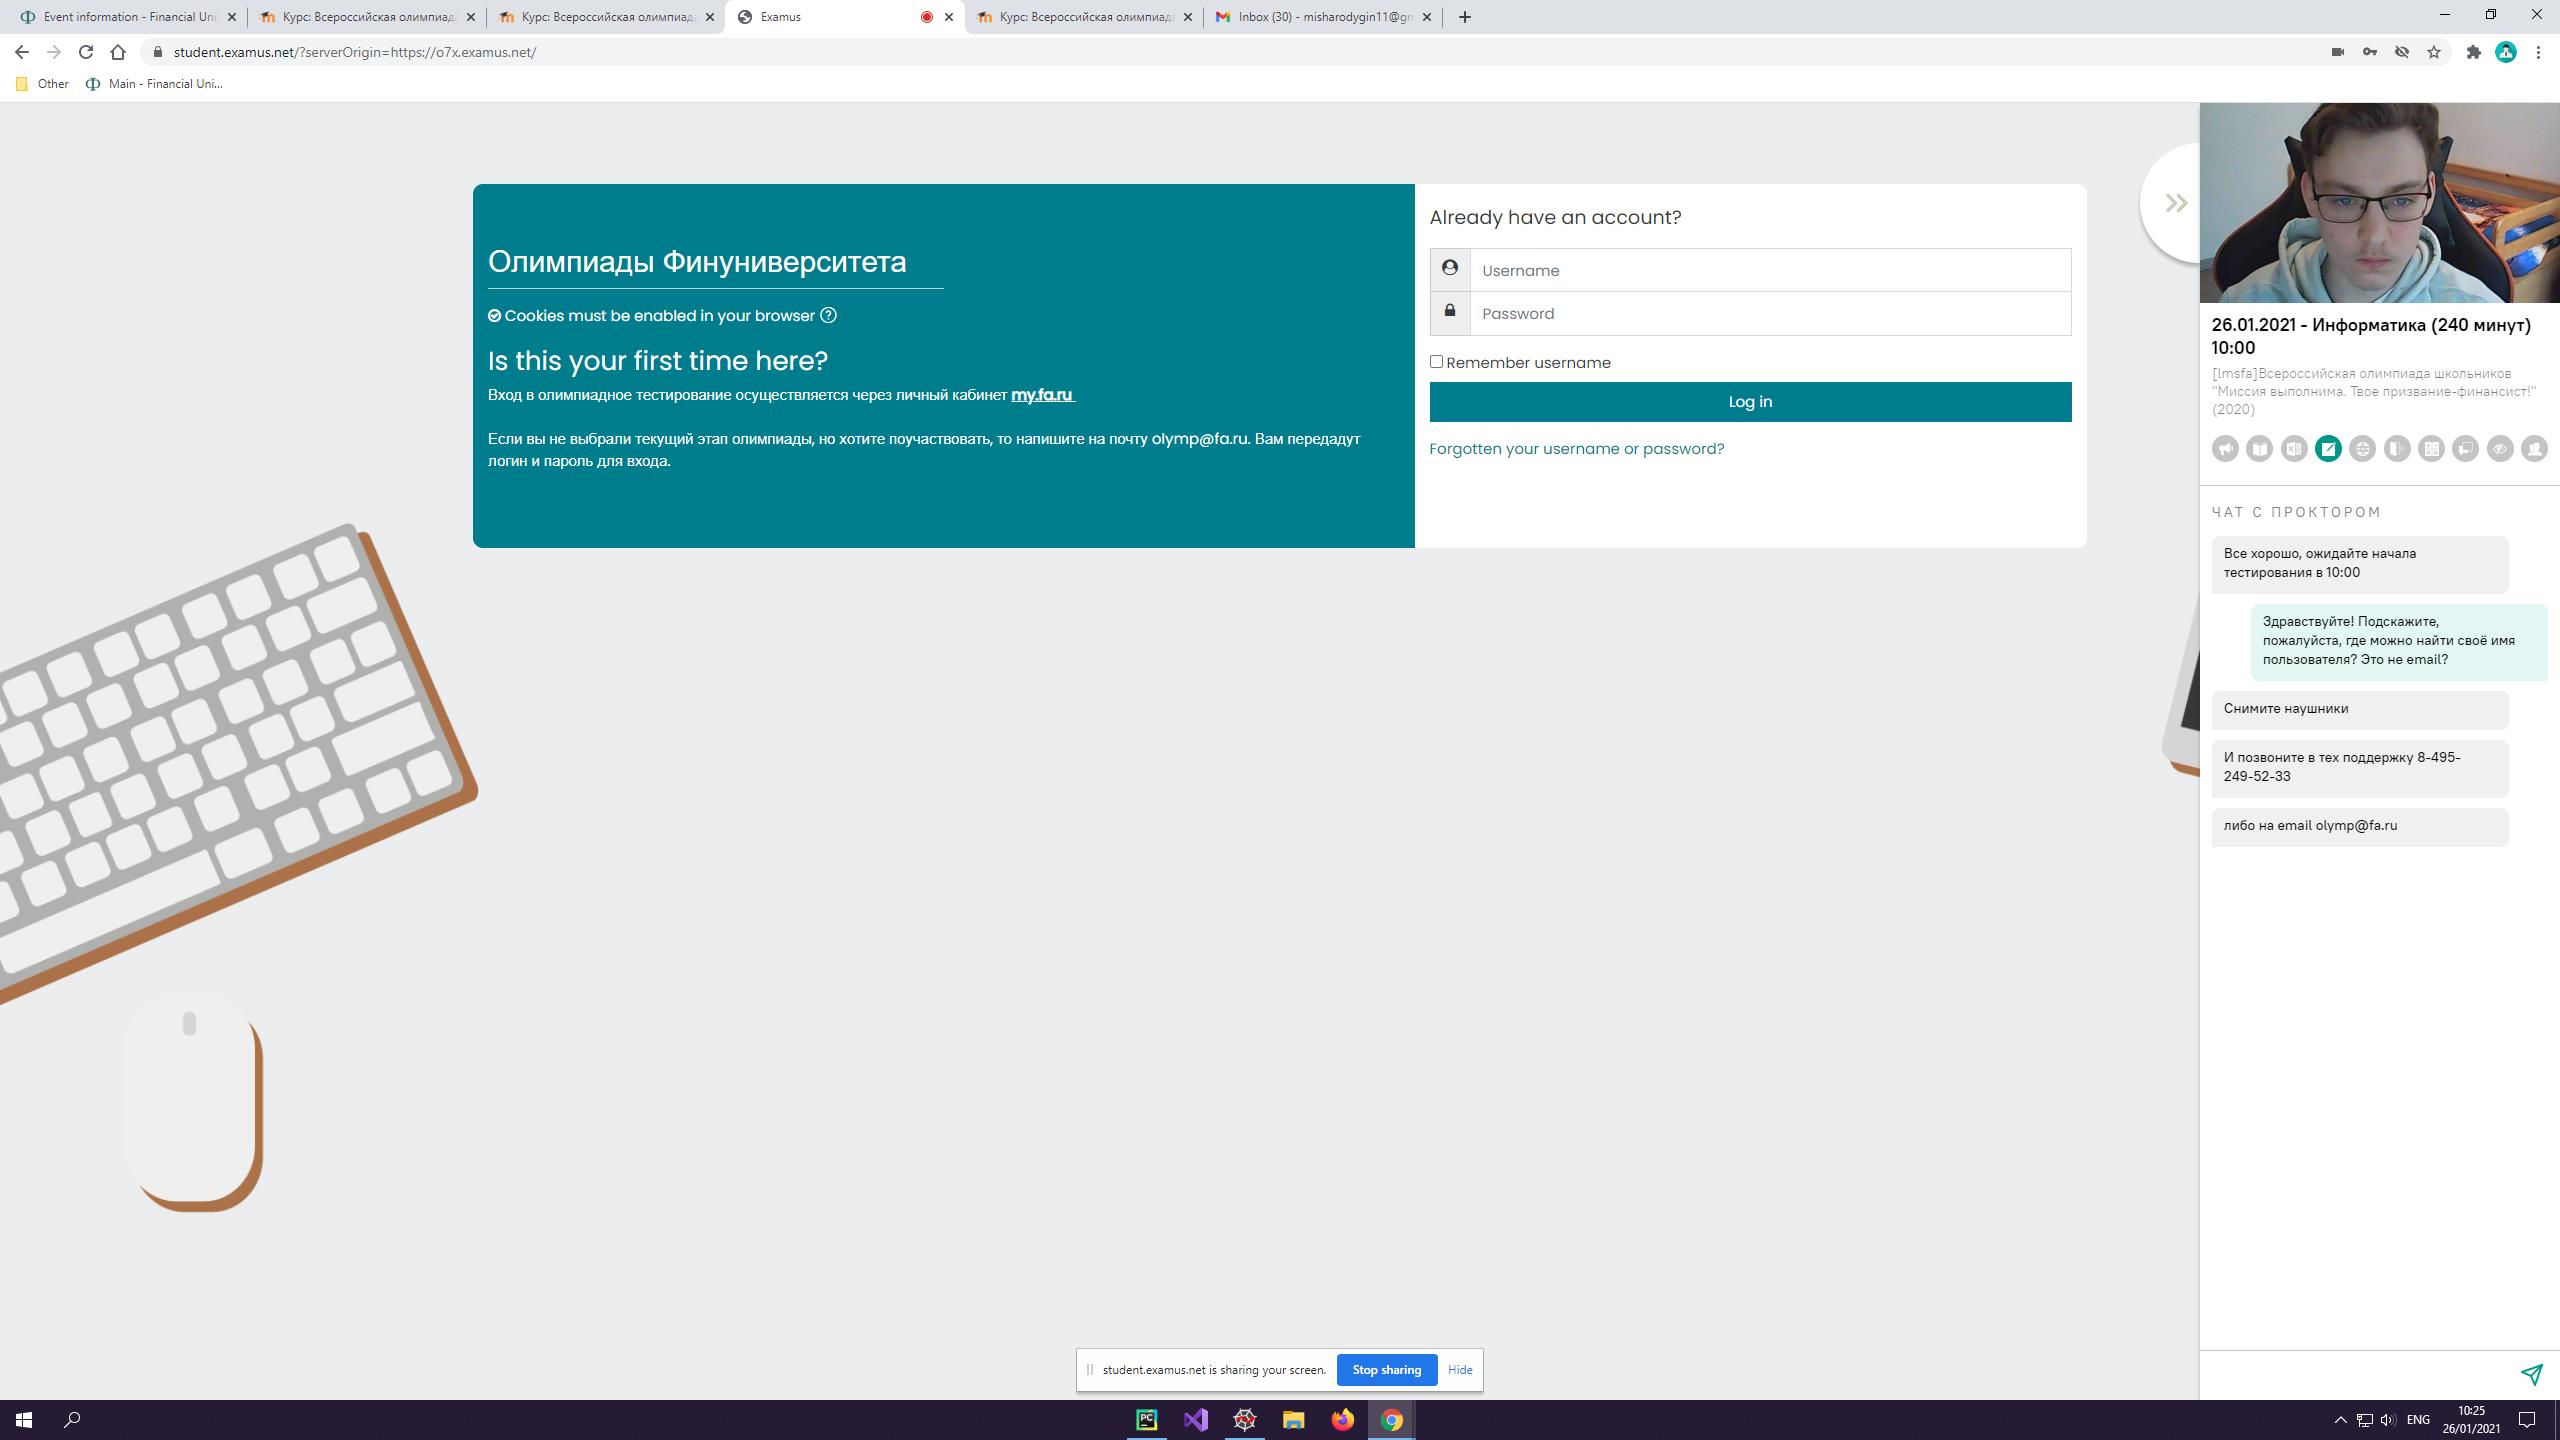 Event information - Financial Uni
Курс: Всероссийская олимпиада
Курс: Всероссийская олимпиада
Examus
Курс: Всероссийская олимпиада
Inbox (30) - misharodygin11@gm
student.examus.net/?serverOrigin=https://o7x.examus.net/
Other
Main - Financial Uni...
Олимпиады Финуниверситета
Cookies must be enabled in your browser
Is this your first time here?
Вход в олимпиадное тестирование осуществляется через личный кабинет my.fa.ru
Если вы не выбрали текущий этап олимпиады, но хотите поучаствовать, то напишите на почту olymp@fa.ru. Вам передадут
логин и пароль для входа.
Already have an account?
Username
Password
Remember username
Log in
Forgotten your username or password?
26.01.2021 - Информатика (240 минут)
10:00
[lmsfa]Всероссийская олимпиада школьников
"Миссия выполнима. Твое призвание-финансист!"
(2020)
ЧАТ С ПРОКТОРОМ
Все хорошо, ожидайте начала
тестирования в 10:00
Здравствуйте! Подскажите,
пожалуйста, где можно найти своё имя
пользователя? Это не email?
Снимите наушники
И позвоните в тех поддержку 8-495-
249-52-33
либо на email olymp@fa.ru
student.examus.net is sharing your screen.
Stop sharing
Hide
PC
ENG
10:25
26/01/2021